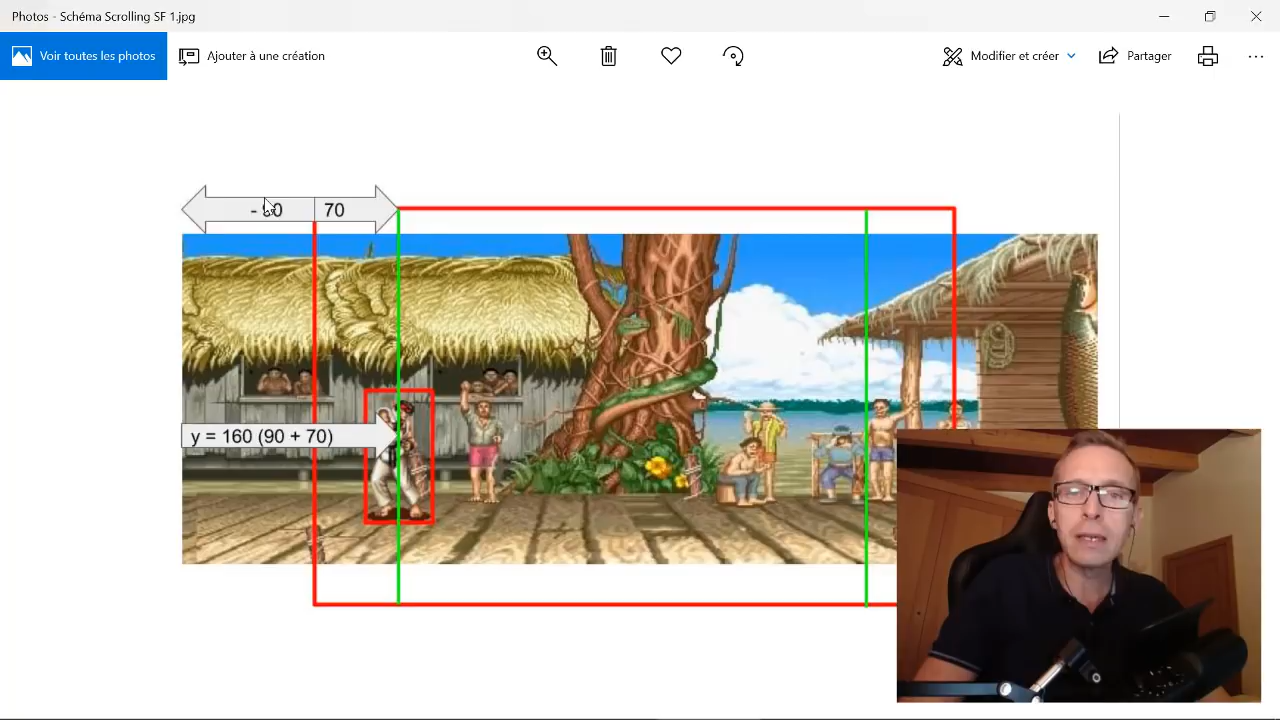 Photos - Schéma Scrolling SF 1.jpg
Voir toutes les photos
Ajouter à une création
Modifier et créer
Partager
70
y = 160 (90 + 70)